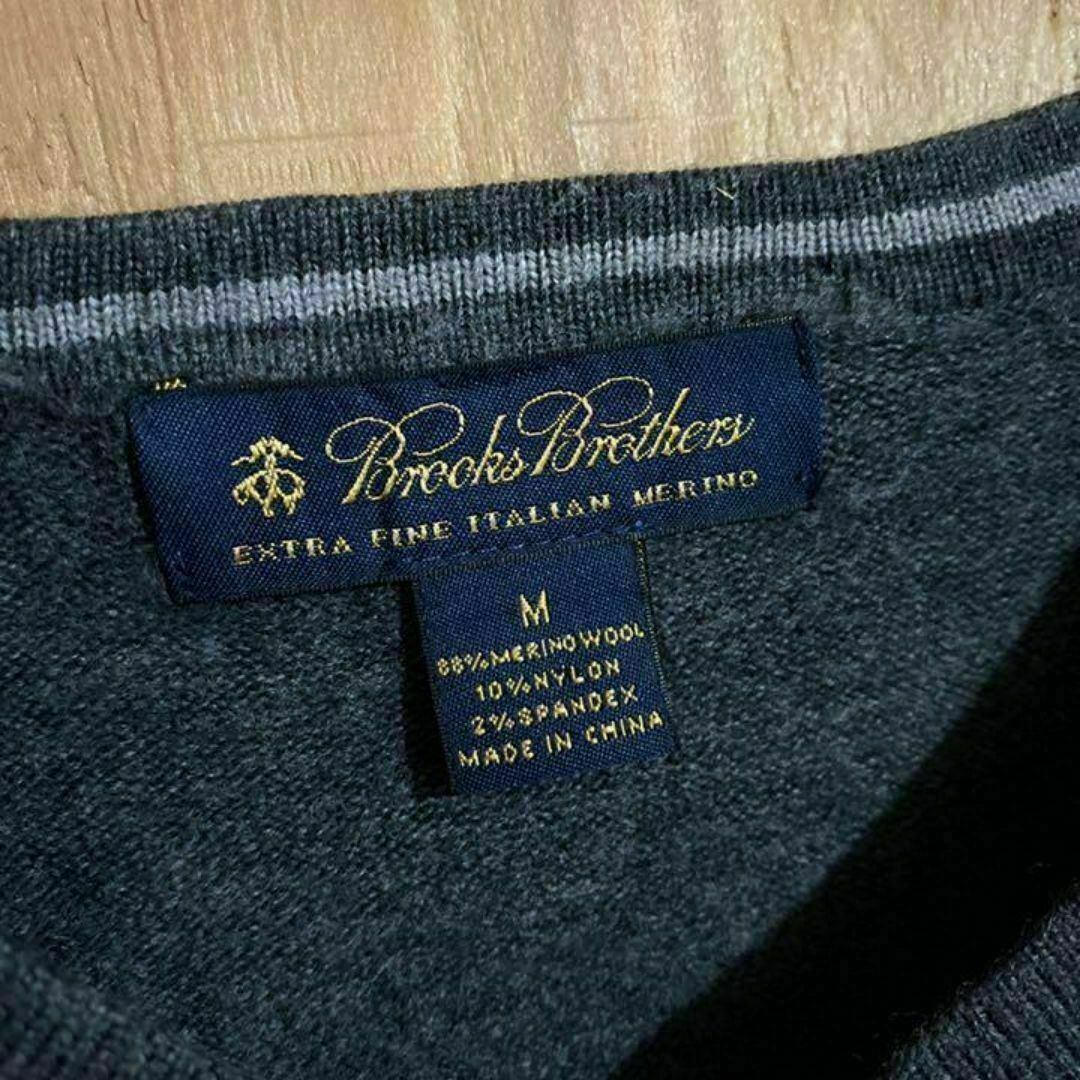 Brooks Brothers
EXTRA FINE ITALIAN MERINO
M
88% MERINO WOOL
10% NYLON
2% SPANDEX
MADE IN CHINA